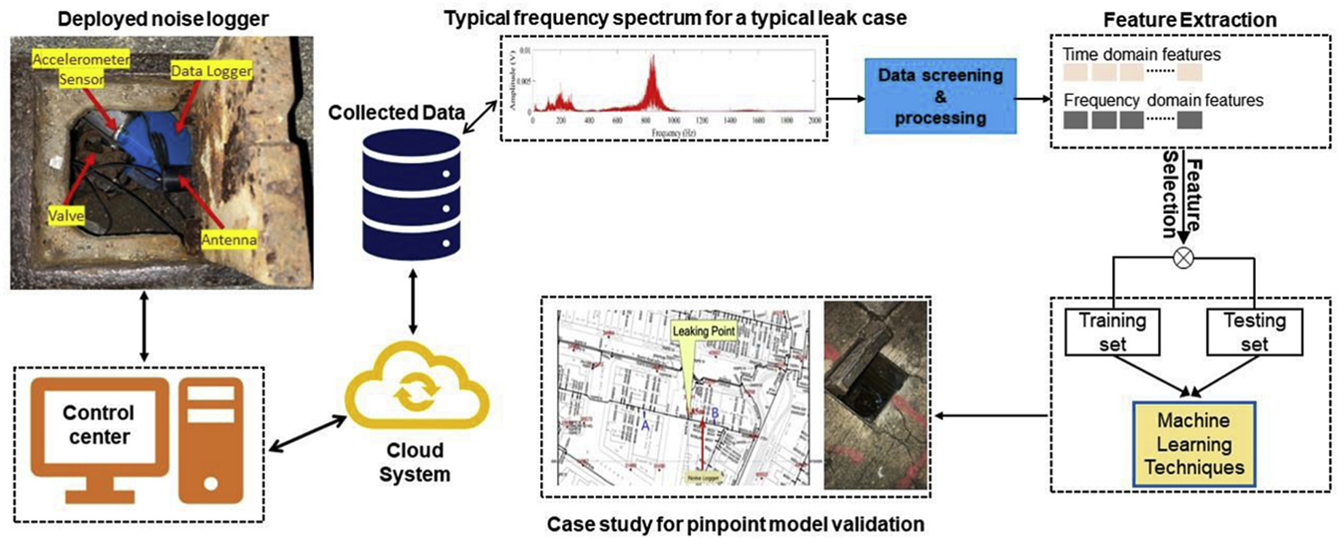 Deployed noise logger
Accelerometer
Sensor
Data Logger
Valve
Antenna
Control
center
Collected Data
Cloud
System
Typical frequency spectrum for a typical leak case
Amplitude (V)
0.01
0.005
0
0 200 400 600 800 1000 1200 1400 1600 1800 2000
Frequency (Hz)
Data screening
&
processing
Feature Extraction
Time domain features
Frequency domain features
Feature
Selection
Training
set
Testing
set
Machine
Learning
Techniques
Leaking Point
A
B
Noise Logger
Case study for pinpoint model validation